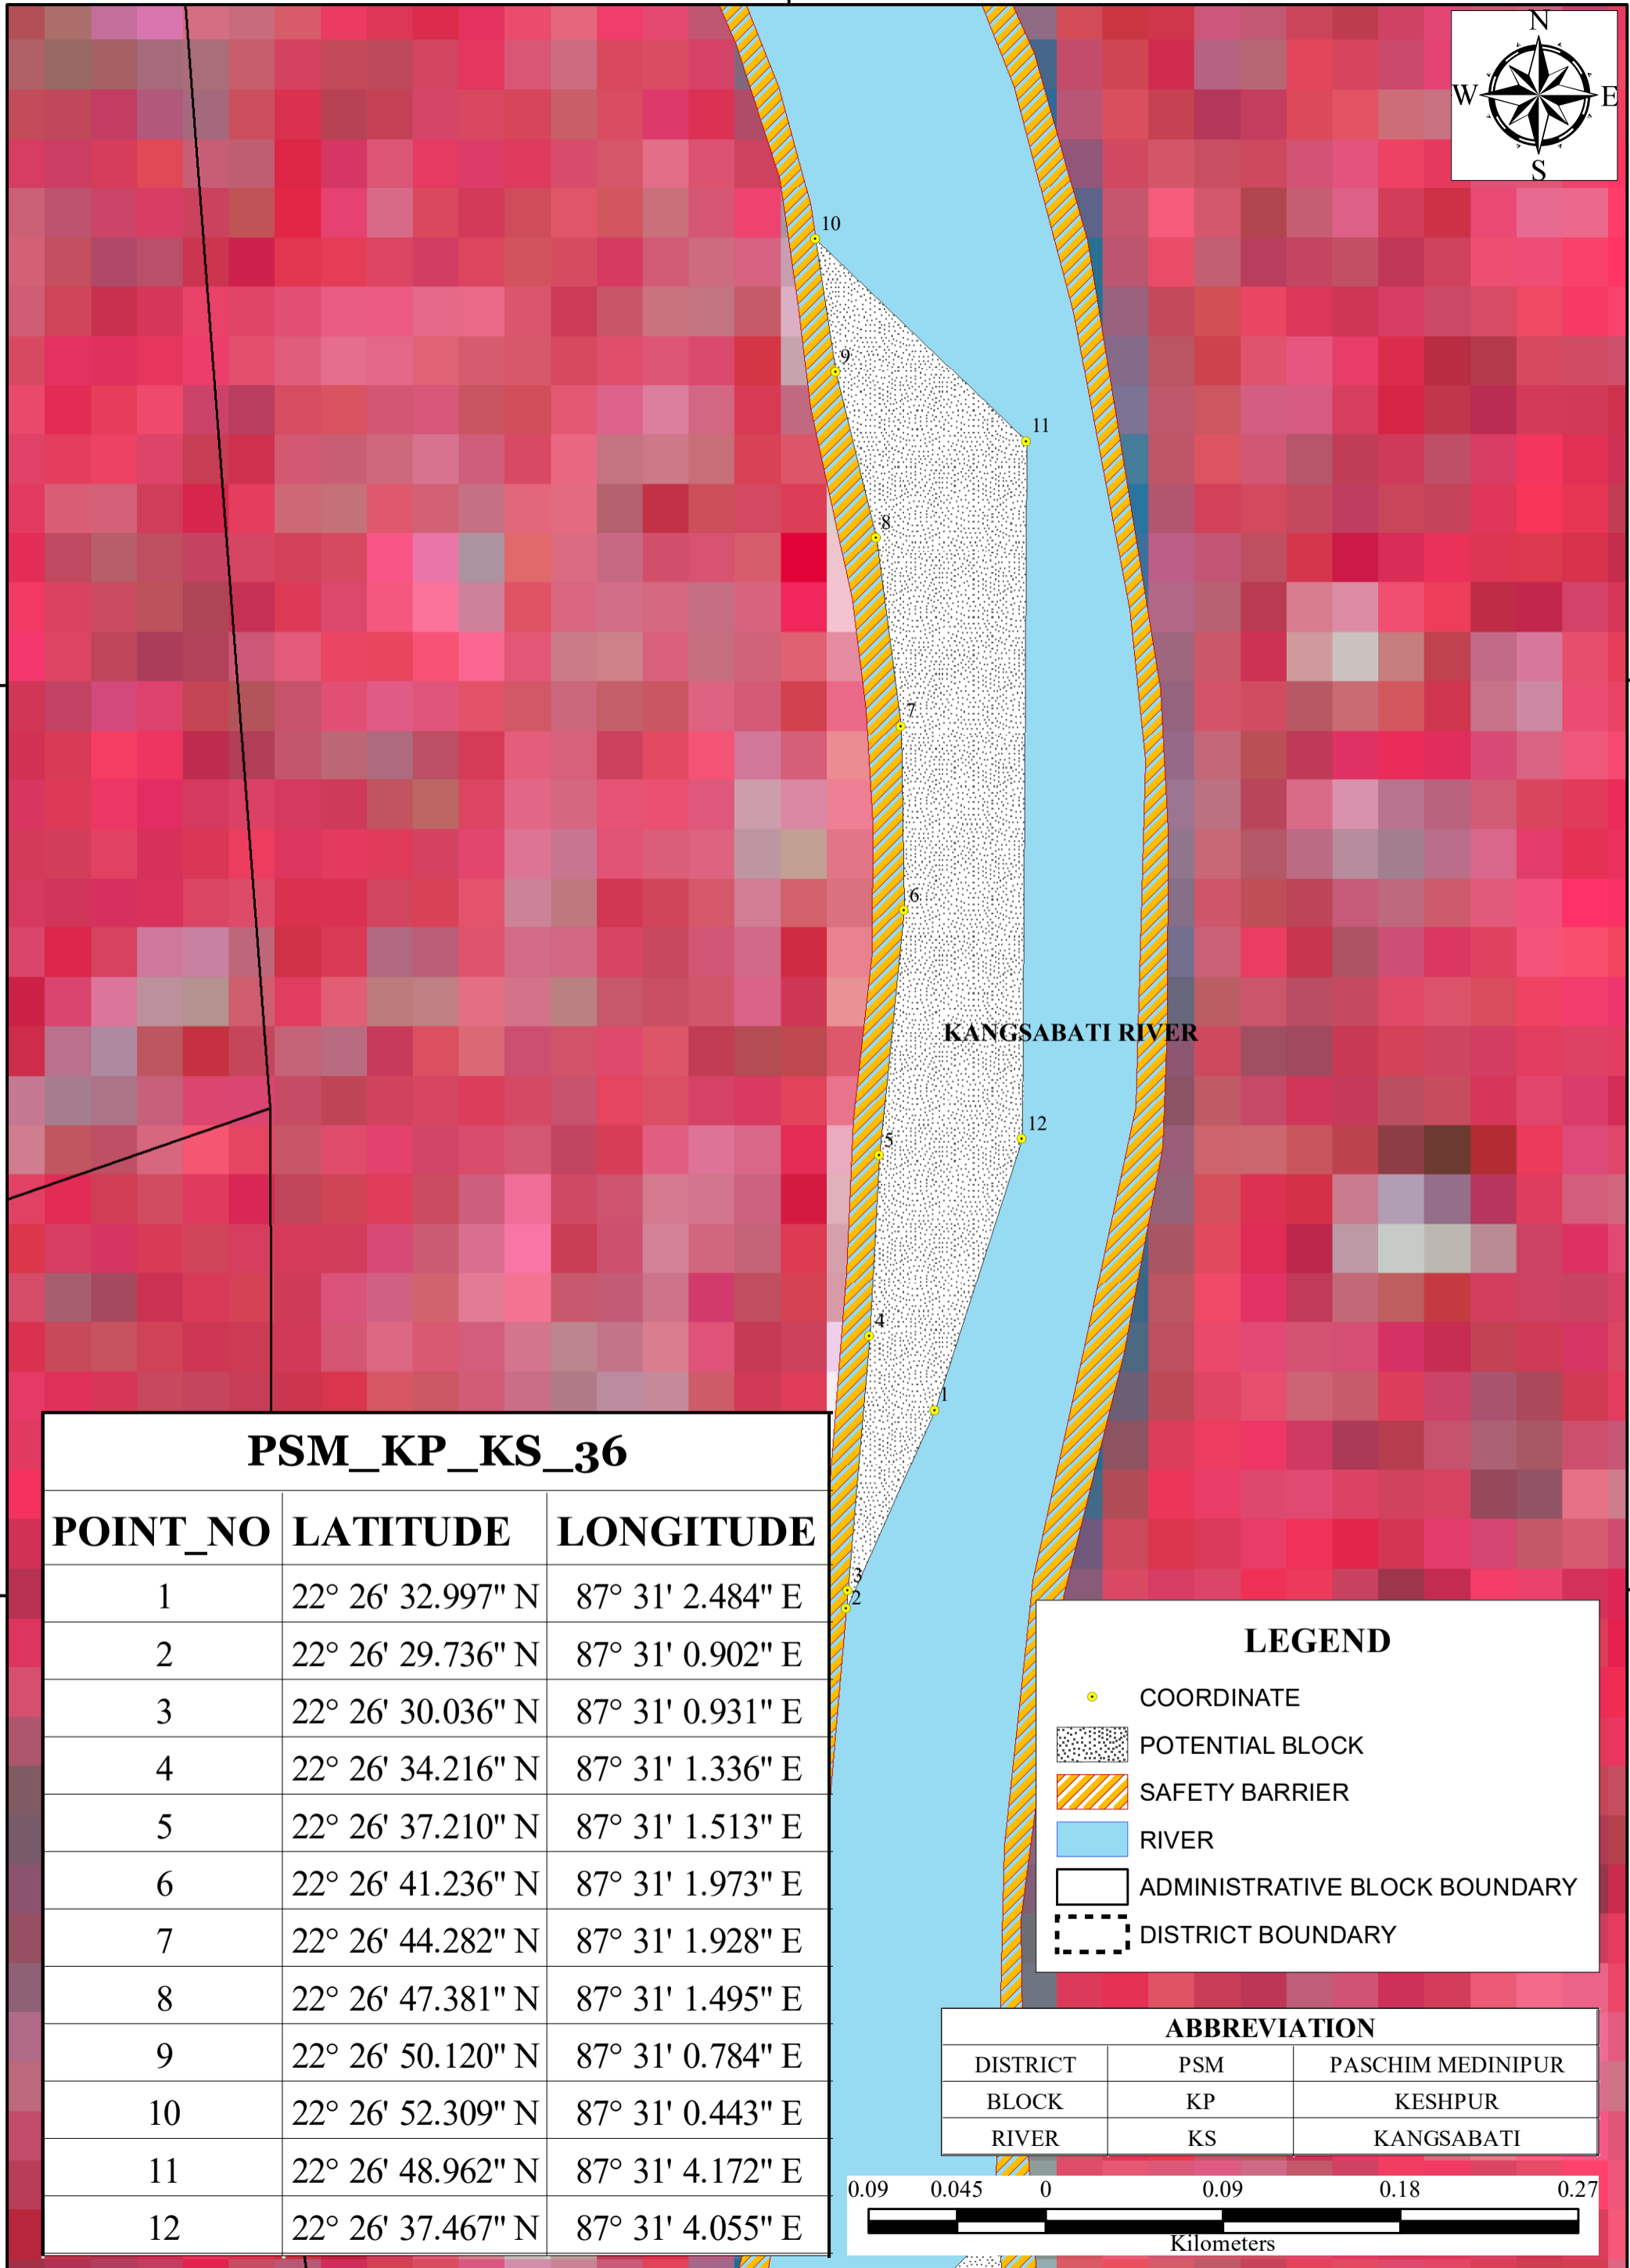 N
W E
S
10
9
11
8
7
6
KANGSABATI RIVER
12
5
4
1
3
2
PSM_KP_KS_36
POINT_NO LATITUDE LONGITUDE
1 22° 26' 32.997" N 87° 31' 2.484" E
2 22° 26' 29.736" N 87° 31' 0.902" E
3 22° 26' 30.036" N 87° 31' 0.931" E
4 22° 26' 34.216" N 87° 31' 1.336" E
5 22° 26' 37.210" N 87° 31' 1.513" E
6 22° 26' 41.236" N 87° 31' 1.973" E
7 22° 26' 44.282" N 87° 31' 1.928" E
8 22° 26' 47.381" N 87° 31' 1.495" E
9 22° 26' 50.120" N 87° 31' 0.784" E
10 22° 26' 52.309" N 87° 31' 0.443" E
11 22° 26' 48.962" N 87° 31' 4.172" E
12 22° 26' 37.467" N 87° 31' 4.055" E
LEGEND
COORDINATE
POTENTIAL BLOCK
SAFETY BARRIER
RIVER
ADMINISTRATIVE BLOCK BOUNDARY
DISTRICT BOUNDARY
ABBREVIATION
DISTRICT PSM PASCHIM MEDINIPUR
BLOCK KP KESHPUR
RIVER KS KANGSABATI
0.09 0.045 0 0.09 0.18 0.27
Kilometers